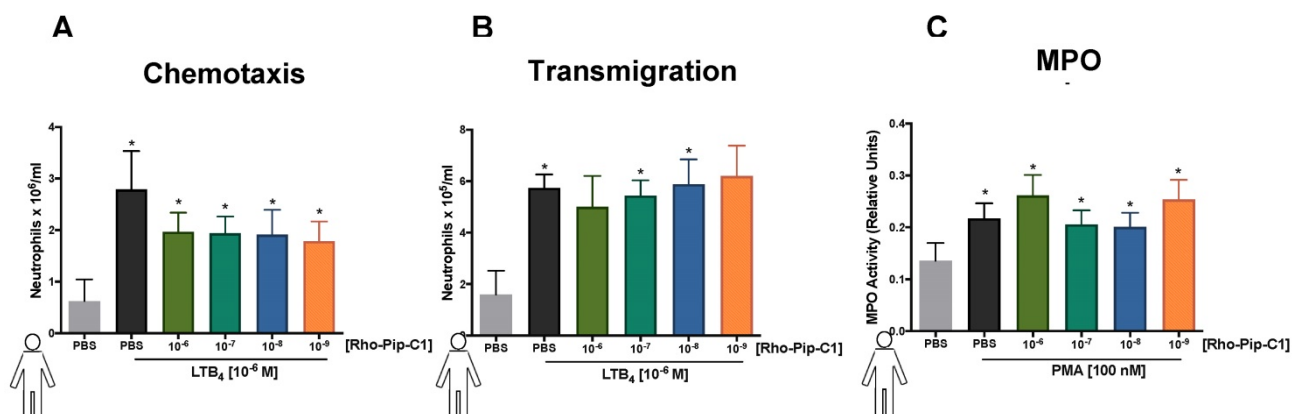 A
Chemotaxis
Neutrophils x 10⁶/ml
4
3
2
1
0
*
*
*
*
*
PBS PBS 10⁻⁶ 10⁻⁷ 10⁻⁸ 10⁻⁹ [Rho-Pip-C1]
LTB₄ [10⁻⁶ M]
B
Transmigration
Neutrophils x 10⁵/ml
8
6
4
2
0
*
*
*
PBS PBS 10⁻⁶ 10⁻⁷ 10⁻⁸ 10⁻⁹ [Rho-Pip-C1]
LTB₄ [10⁻⁶ M]
C
MPO
-
MPO Activity (Relative Units)
0.4
0.3
0.2
0.1
0.0
*
*
*
*
*
PBS PBS 10⁻⁶ 10⁻⁷ 10⁻⁸ 10⁻⁹ [Rho-Pip-C1]
PMA [100 nM]